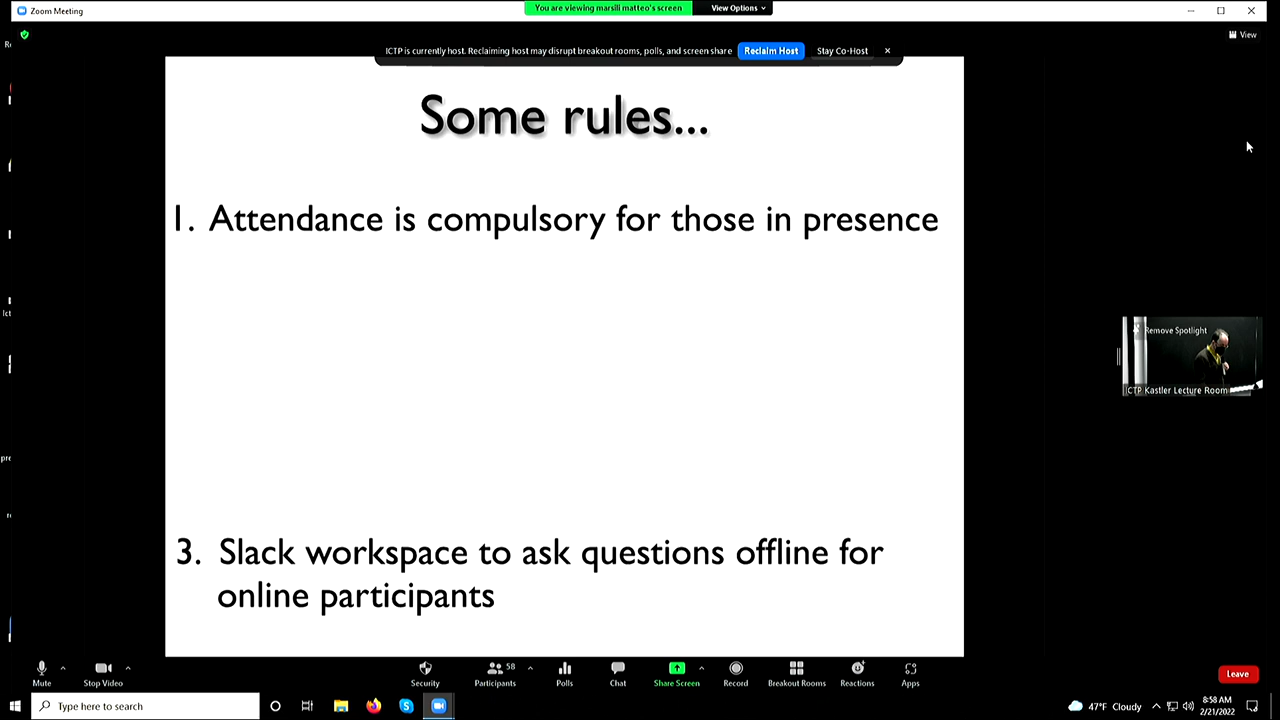 Zoom Meeting
You are viewing marsili matteo's screen
View Options
View
ICTP is currently host. Reclaiming host may disrupt breakout rooms, polls, and screen share
Reclaim Host
Stay Co-Host
Some rules...
1. Attendance is compulsory for those in presence
Remove Spotlight
ICTP Kastler Lecture Room
3. Slack workspace to ask questions offline for
online participants
Mute
Stop Video
Security
58
Participants
Polls
Chat
Share Screen
Record
Breakout Rooms
Reactions
Apps
Leave
Type here to search
47°F Cloudy
8:58 AM
2/21/2022